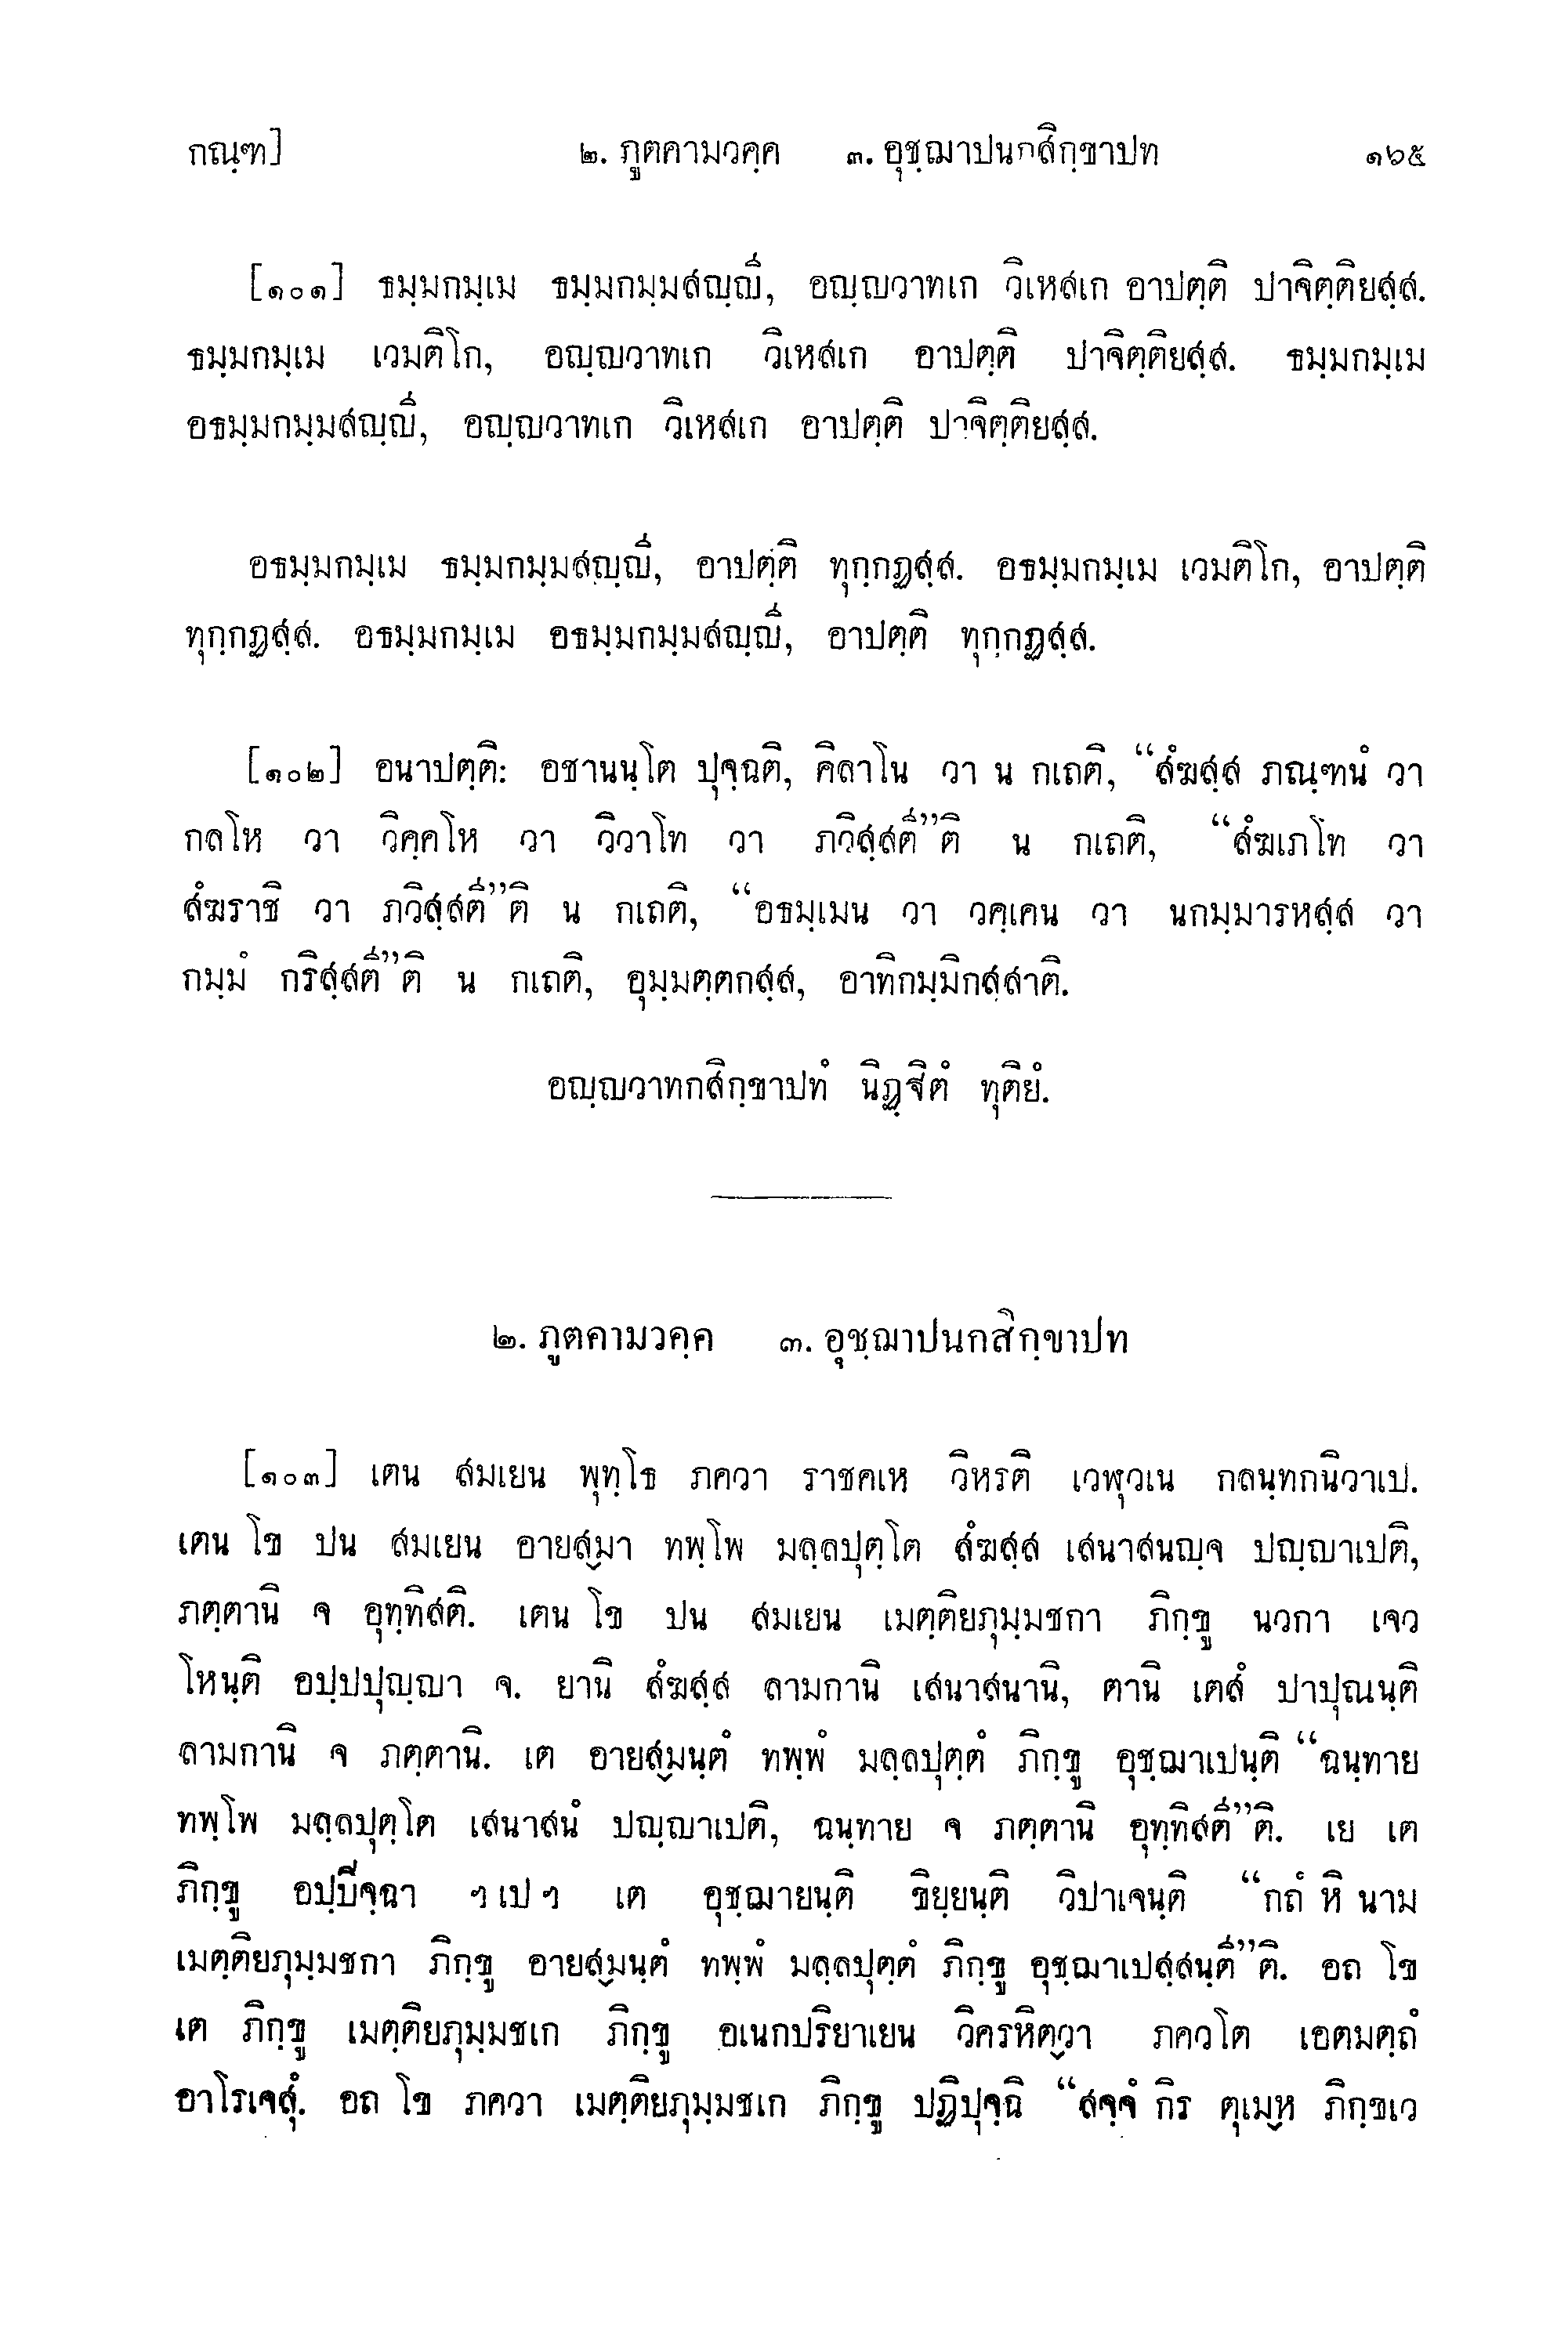 กณฺฑ] ๒. ภูตคามวคฺค ๓. อุชฺฌาปนกสิกฺขาปท ๑๖๕
[๑๐๑] ธมฺมกมฺเม ธมฺมกมฺมสญฺญี, อญฺญวาทเก วิเหสเก อาปตฺติ ปาจิตฺติยสฺส.
ธมฺมกมฺเม เวมติโก, อญฺญวาทเก วิเหสเก อาปตฺติ ปาจิตฺติยสฺส. ธมฺมกมฺเม
อธมฺมกมฺมสญฺญี, อญฺญวาทเก วิเหสเก อาปตฺติ ปาจิตฺติยสฺส.
อธมฺมกมฺเม ธมฺมกมฺมสญฺญี, อาปตฺติ ทุกฺกฏสฺส. อธมฺมกมฺเม เวมติโก, อาปตฺติ
ทุกฺกฏสฺส. อธมฺมกมฺเม อธมฺมกมฺมสญฺญี, อาปตฺติ ทุกฺกฏสฺส.
[๑๐๒] อนาปตฺติ: อชานนฺโต ปุจฺฉติ, คิลาโน วา น กเถติ, “สํฆสฺส ภณฺฑนํ วา
กลโห วา วิคฺคโห วา วิวาโท วา ภวิสฺสตี”ติ น กเถติ, “สํฆเภโท วา
สํฆราชิ วา ภวิสฺสตี”ติ น กเถติ, “อธมฺเมน วา วคฺเคน วา นกมฺมารหสฺส วา
กมฺมํ กริสฺสตี”ติ น กเถติ, อุมฺมตฺตกสฺส, อาทิกมฺมิกสฺสาติ.
อญฺญวาทกสิกฺขาปทํ นิฏฺฐิตํ ทุติยํ.
๒. ภูตคามวคฺค ๓. อุชฺฌาปนกสิกฺขาปท
[๑๐๓] เตน สมเยน พุทฺโธ ภควา ราชคเห วิหรติ เวฬุวเน กลนฺทกนิวาเป.
เตน โข ปน สมเยน อายสฺมา ทพฺโพ มลฺลปุตฺโต สํฆสฺส เสนาสนญฺจ ปญฺญาเปติ,
ภตฺตานิ จ อุทฺทิสติ. เตน โข ปน สมเยน เมตฺติยภุมฺมชกา ภิกฺขู นวกา เจว
โหนฺติ อปฺปปุญฺญา จ. ยานิ สํฆสฺส ลามกานิ เสนาสนานิ, ตานิ เตสํ ปาปุณนฺติ
ลามกานิ จ ภตฺตานิ. เต อายสฺมนฺตํ ทพฺพํ มลฺลปุตฺตํ ภิกฺขู อุชฺฌาเปนฺติ “ฉนฺทาย
ทพฺโพ มลฺลปุตฺโต เสนาสนํ ปญฺญาเปติ, ฉนฺทาย จ ภตฺตานิ อุทฺทิสตี”ติ. เย เต
ภิกฺขู อปฺปิจฺฉา ฯเปฯ เต อุชฺฌายนฺติ ขิยฺยนฺติ วิปาเจนฺติ “กถํ หิ นาม
เมตฺติยภุมฺมชกา ภิกฺขู อายสฺมนฺตํ ทพฺพํ มลฺลปุตฺตํ ภิกฺขู อุชฺฌาเปสฺสนฺตี”ติ. อถ โข
เต ภิกฺขู เมตฺติยภุมฺมชเก ภิกฺขู อเนกปริยาเยน วิครหิตฺวา ภควโต เอตมตฺถํ
อาโรเจสุํ. อถ โข ภควา เมตฺติยภุมฺมชเก ภิกฺขู ปฏิปุจฺฉิ “สจฺจํ กิร ตุเมฺห ภิกฺขเว